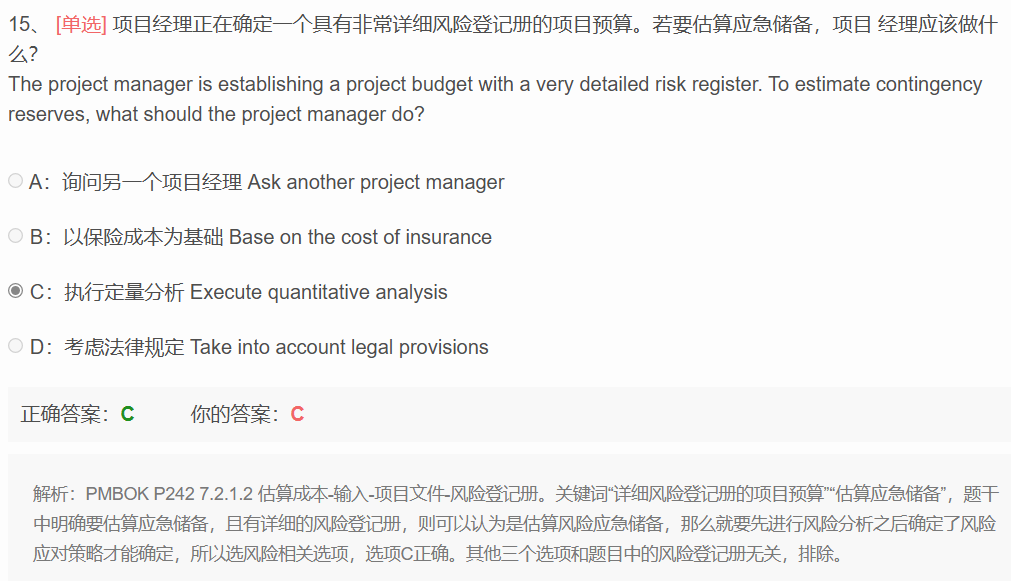 15、 [单选] 项目经理正在确定一个具有非常详细风险登记册的项目预算。若要估算应急储备，项目 经理应该做什
么?
The project manager is establishing a project budget with a very detailed risk register. To estimate contingency
reserves, what should the project manager do?
A：询问另一个项目经理 Ask another project manager
B：以保险成本为基础 Base on the cost of insurance
C：执行定量分析 Execute quantitative analysis
D：考虑法律规定 Take into account legal provisions
正确答案：C 你的答案：C
解析：PMBOK P242 7.2.1.2 估算成本-输入-项目文件-风险登记册。关键词“详细风险登记册的项目预算”“估算应急储备”，题干
中明确要估算应急储备，且有详细的风险登记册，则可以认为是估算风险应急储备，那么就要先进行风险分析之后确定了风险
应对策略才能确定，所以选风险相关选项，选项C正确。其他三个选项和题目中的风险登记册无关，排除。